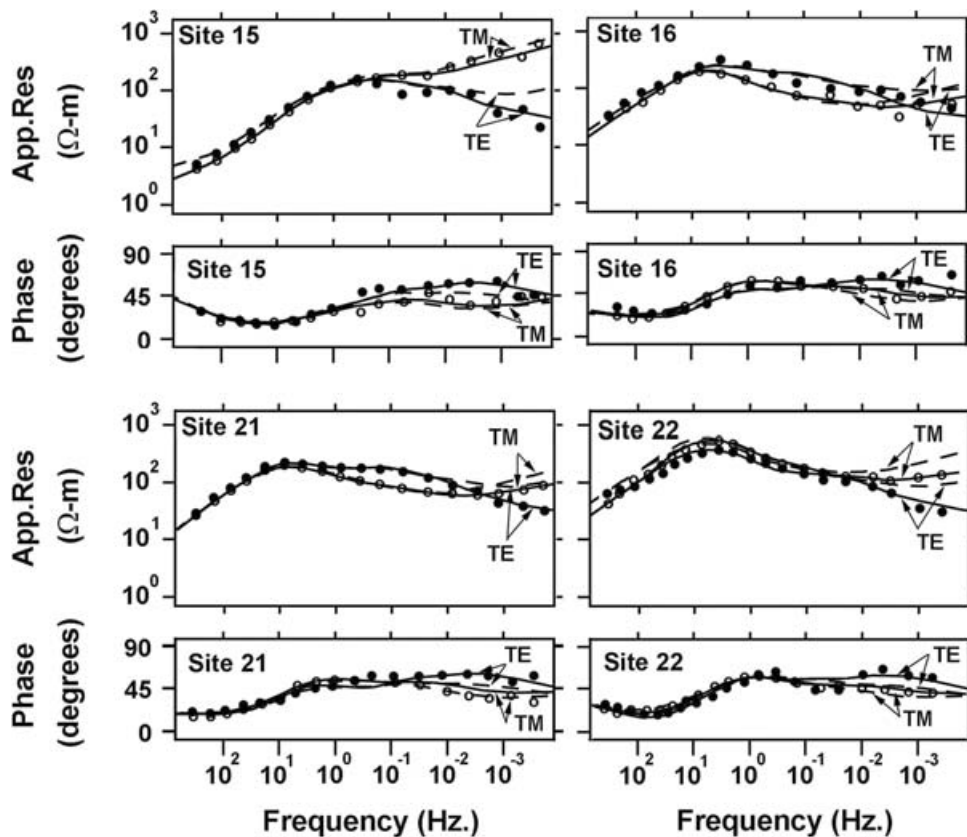 Site 15
TM
TE
10³
10²
10¹
10⁰
App.Res
(Ω-m)
Site 16
TM
TE
Site 15
TE
TM
90
45
0
Phase
(degrees)
Site 16
TE
TM
Site 21
TM
TE
10³
10²
10¹
10⁰
App.Res
(Ω-m)
Site 22
TM
TE
Site 21
TE
TM
90
45
0
Phase
(degrees)
Site 22
TE
TM
10² 10¹ 10⁰ 10⁻¹ 10⁻² 10⁻³
10² 10¹ 10⁰ 10⁻¹ 10⁻² 10⁻³
Frequency (Hz.)
Frequency (Hz.)